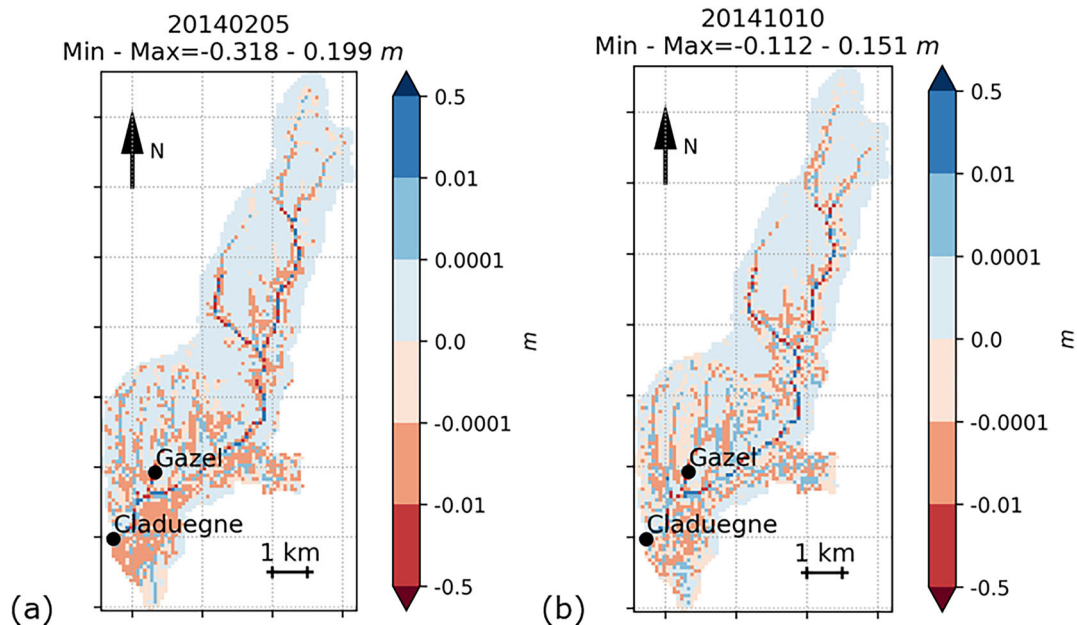 20140205
Min - Max=-0.318 - 0.199 m
N
0.5
0.01
0.0001
0.0
-0.0001
-0.01
-0.5
m
Gazel
Claduegne
1 km
(a)
20141010
Min - Max=-0.112 - 0.151 m
N
0.5
0.01
0.0001
0.0
-0.0001
-0.01
-0.5
m
Gazel
Claduegne
1 km
(b)